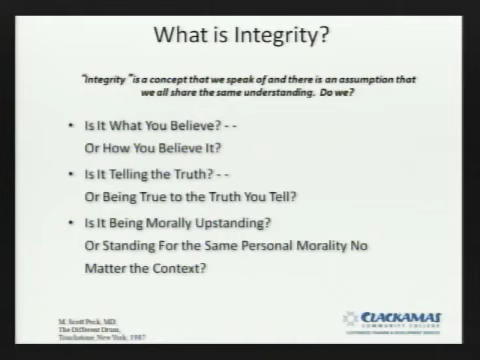 What is Integrity?
"Integrity" is a concept that we speak of and there is an assumption that
we all share the same understanding. Do we?
• Is It What You Believe? - -
Or How You Believe It?
• Is It Telling the Truth? - -
Or Being True to the Truth You Tell?
• Is It Being Morally Upstanding?
Or Standing For the Same Personal Morality No
Matter the Context?
M. Scott Peck, MD.
The Different Drum,
Touchstone, New York, 1987
CLACKAMAS
COMMUNITY COLLEGE
CUSTOMIZED TRAINING & DEVELOPMENT SERVICES